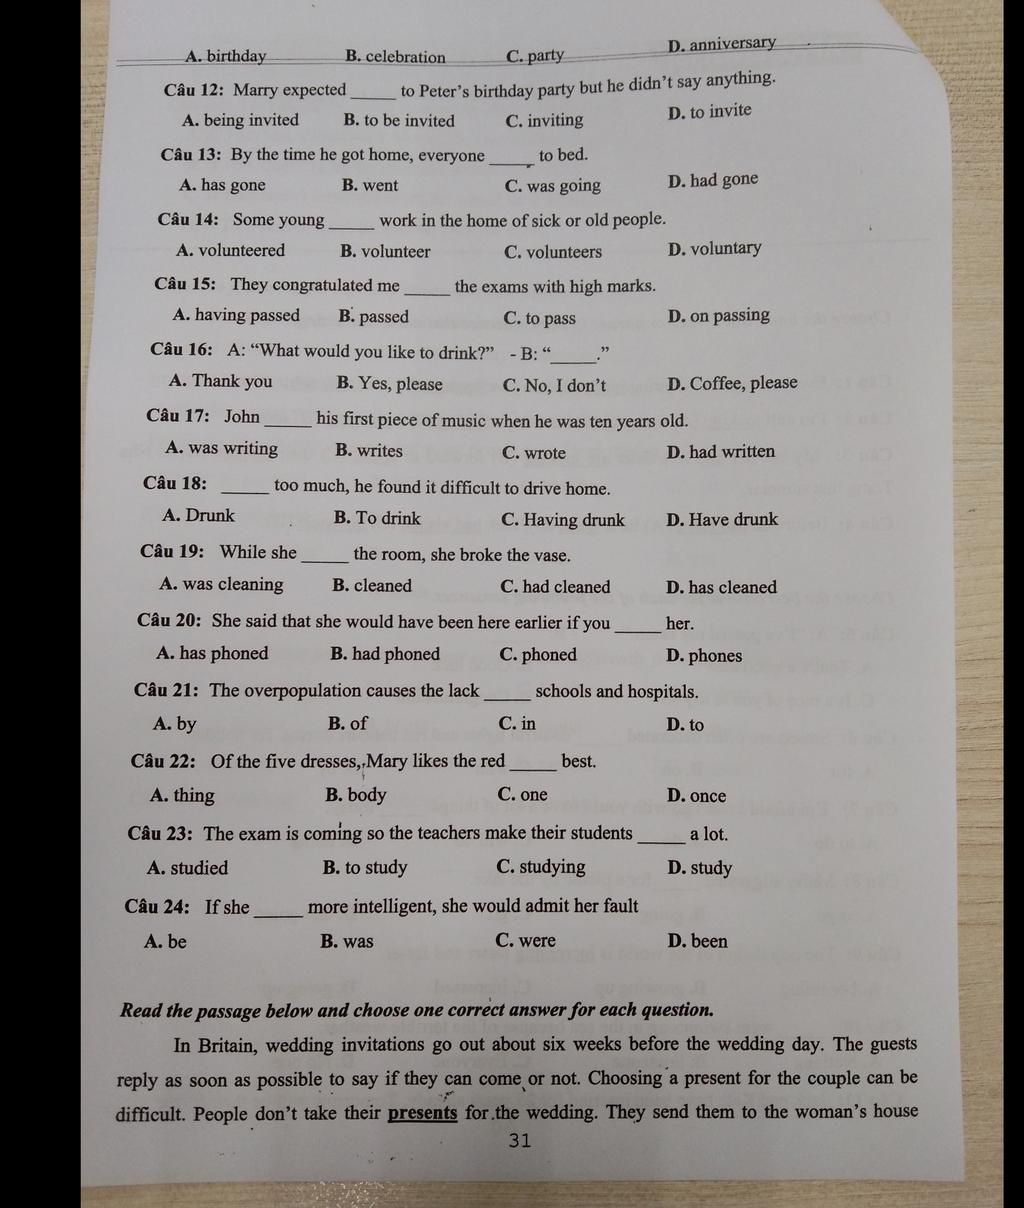 A. birthday B. celebration C. party D. anniversary
Câu 12: Marry expected _____ to Peter's birthday party but he didn't say anything.
A. being invited B. to be invited C. inviting D. to invite
Câu 13: By the time he got home, everyone _____ to bed.
A. has gone B. went C. was going D. had gone
Câu 14: Some young _____ work in the home of sick or old people.
A. volunteered B. volunteer C. volunteers D. voluntary
Câu 15: They congratulated me _____ the exams with high marks.
A. having passed B. passed C. to pass D. on passing
Câu 16: A: "What would you like to drink?" - B: "_____."
A. Thank you B. Yes, please C. No, I don't D. Coffee, please
Câu 17: John _____ his first piece of music when he was ten years old.
A. was writing B. writes C. wrote D. had written
Câu 18: _____ too much, he found it difficult to drive home.
A. Drunk B. To drink C. Having drunk D. Have drunk
Câu 19: While she _____ the room, she broke the vase.
A. was cleaning B. cleaned C. had cleaned D. has cleaned
Câu 20: She said that she would have been here earlier if you _____ her.
A. has phoned B. had phoned C. phoned D. phones
Câu 21: The overpopulation causes the lack _____ schools and hospitals.
A. by B. of C. in D. to
Câu 22: Of the five dresses, Mary likes the red _____ best.
A. thing B. body C. one D. once
Câu 23: The exam is coming so the teachers make their students _____ a lot.
A. studied B. to study C. studying D. study
Câu 24: If she _____ more intelligent, she would admit her fault
A. be B. was C. were D. been
Read the passage below and choose one correct answer for each question.
In Britain, wedding invitations go out about six weeks before the wedding day. The guests
reply as soon as possible to say if they can come or not. Choosing a present for the couple can be
difficult. People don't take their presents for the wedding. They send them to the woman's house
31